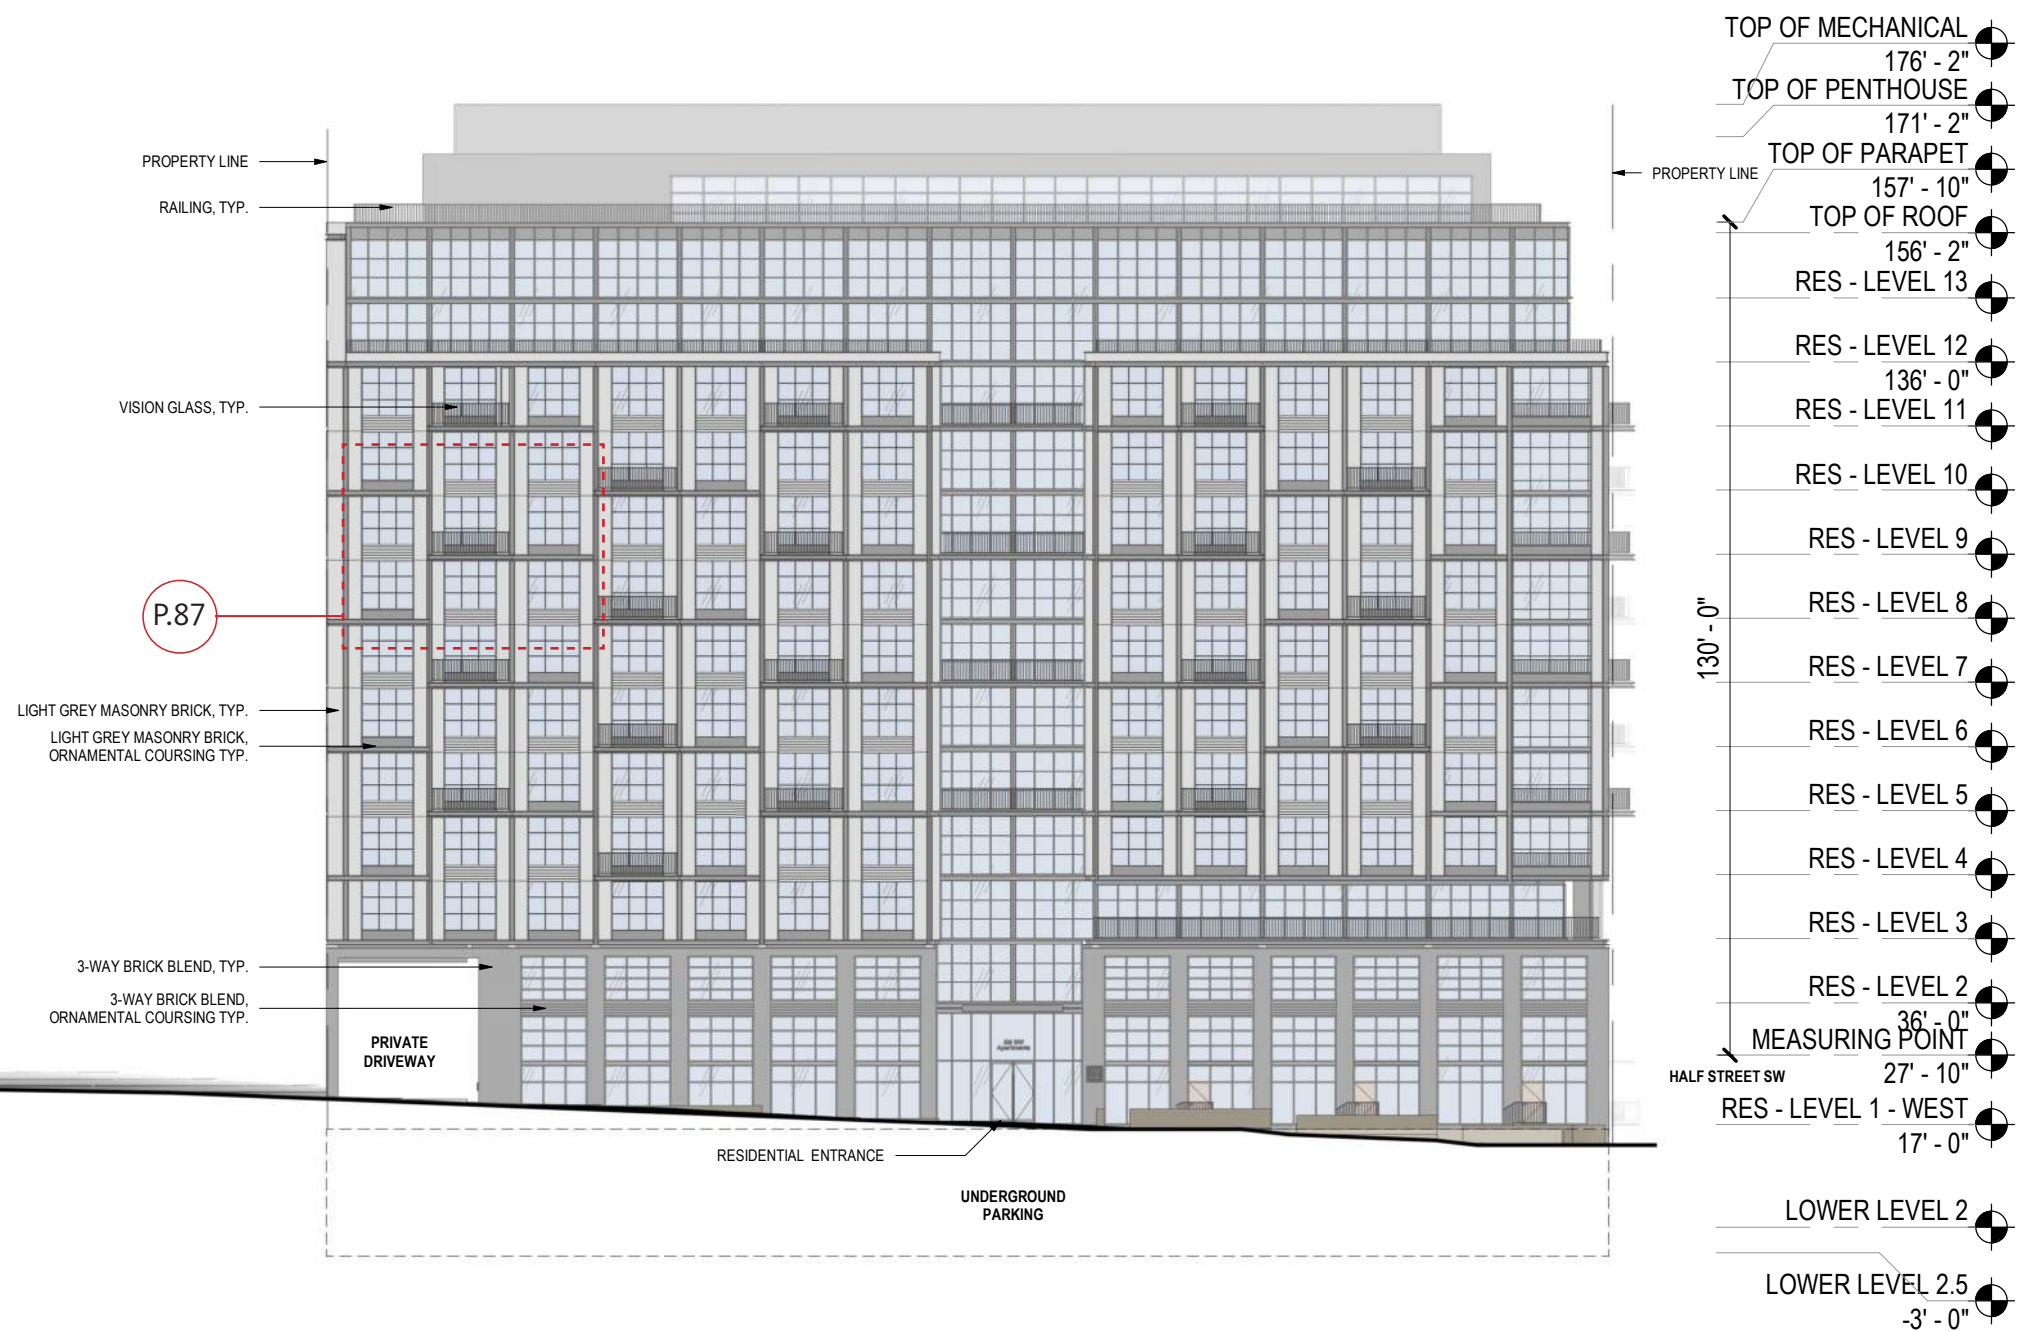 TOP OF MECHANICAL
176' - 2"
TOP OF PENTHOUSE
171' - 2"
TOP OF PARAPET
157' - 10"
TOP OF ROOF
156' - 2"
RES - LEVEL 13
RES - LEVEL 12
136' - 0"
RES - LEVEL 11
RES - LEVEL 10
RES - LEVEL 9
RES - LEVEL 8
RES - LEVEL 7
RES - LEVEL 6
RES - LEVEL 5
RES - LEVEL 4
RES - LEVEL 3
RES - LEVEL 2
36' - 0"
MEASURING POINT
27' - 10"
RES - LEVEL 1 - WEST
17' - 0"
LOWER LEVEL 2
LOWER LEVEL 2.5
-3' - 0"
130' - 0"
HALF STREET SW
PROPERTY LINE
PROPERTY LINE
RAILING, TYP.
VISION GLASS, TYP.
P.87
LIGHT GREY MASONRY BRICK, TYP.
LIGHT GREY MASONRY BRICK,
ORNAMENTAL COURSING TYP.
3-WAY BRICK BLEND, TYP.
3-WAY BRICK BLEND,
ORNAMENTAL COURSING TYP.
PRIVATE
DRIVEWAY
Apartments
RESIDENTIAL ENTRANCE
UNDERGROUND
PARKING